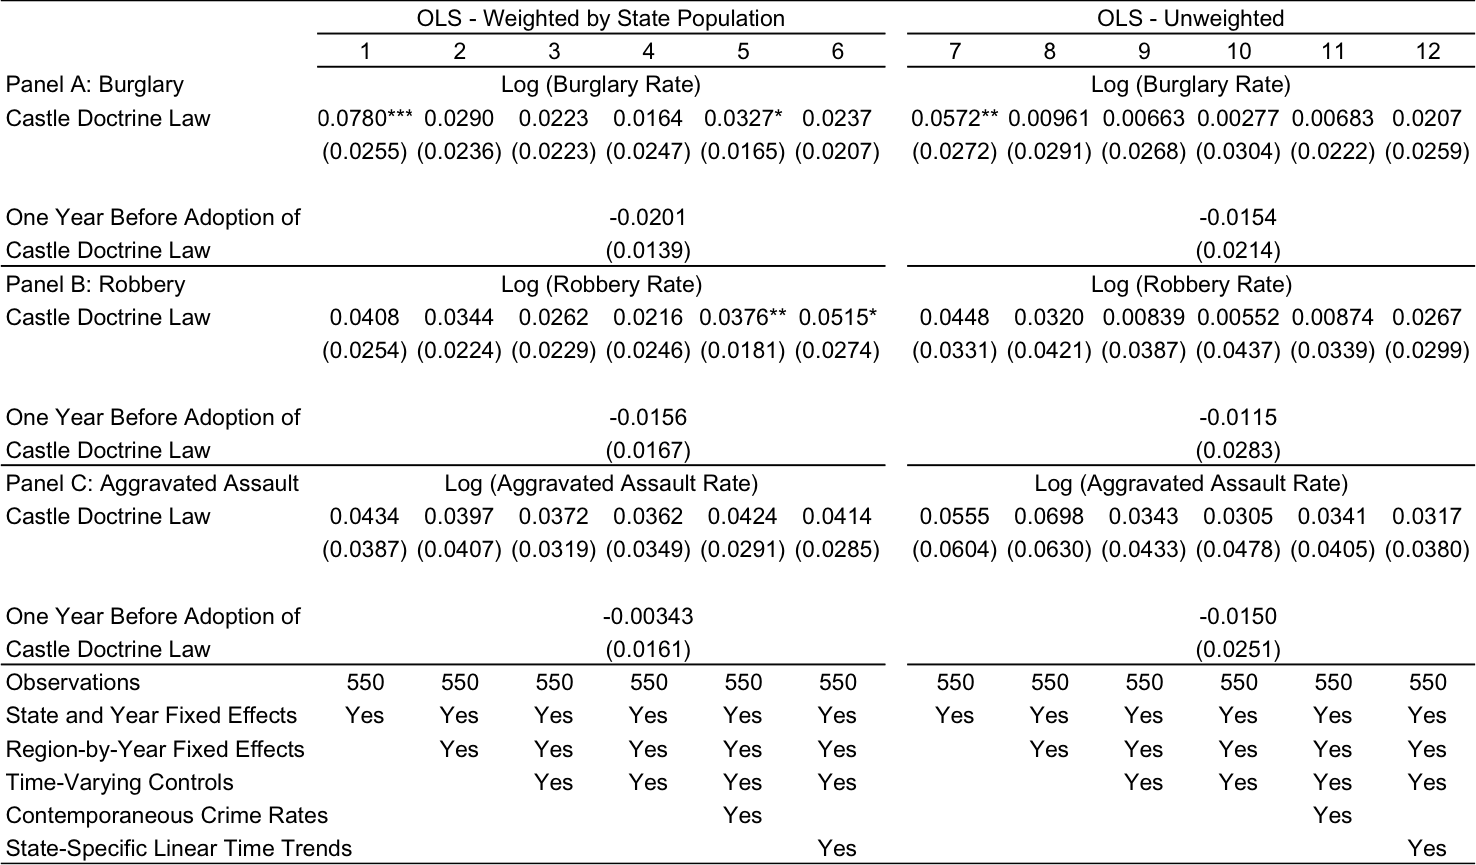 OLS - Weighted by State Population OLS - Unweighted
1 2 3 4 5 6 7 8 9 10 11 12
Panel A: Burglary Log (Burglary Rate) Log (Burglary Rate)
Castle Doctrine Law 0.0780*** 0.0290 0.0223 0.0164 0.0327* 0.0237 0.0572** 0.00961 0.00663 0.00277 0.00683 0.0207
(0.0255) (0.0236) (0.0223) (0.0247) (0.0165) (0.0207) (0.0272) (0.0291) (0.0268) (0.0304) (0.0222) (0.0259)
One Year Before Adoption of -0.0201 -0.0154
Castle Doctrine Law (0.0139) (0.0214)
Panel B: Robbery Log (Robbery Rate) Log (Robbery Rate)
Castle Doctrine Law 0.0408 0.0344 0.0262 0.0216 0.0376** 0.0515* 0.0448 0.0320 0.00839 0.00552 0.00874 0.0267
(0.0254) (0.0224) (0.0229) (0.0246) (0.0181) (0.0274) (0.0331) (0.0421) (0.0387) (0.0437) (0.0339) (0.0299)
One Year Before Adoption of -0.0156 -0.0115
Castle Doctrine Law (0.0167) (0.0283)
Panel C: Aggravated Assault Log (Aggravated Assault Rate) Log (Aggravated Assault Rate)
Castle Doctrine Law 0.0434 0.0397 0.0372 0.0362 0.0424 0.0414 0.0555 0.0698 0.0343 0.0305 0.0341 0.0317
(0.0387) (0.0407) (0.0319) (0.0349) (0.0291) (0.0285) (0.0604) (0.0630) (0.0433) (0.0478) (0.0405) (0.0380)
One Year Before Adoption of -0.00343 -0.0150
Castle Doctrine Law (0.0161) (0.0251)
Observations 550 550 550 550 550 550 550 550 550 550 550 550
State and Year Fixed Effects Yes Yes Yes Yes Yes Yes Yes Yes Yes Yes Yes Yes
Region-by-Year Fixed Effects Yes Yes Yes Yes Yes Yes Yes Yes Yes Yes
Time-Varying Controls Yes Yes Yes Yes Yes Yes Yes Yes
Contemporaneous Crime Rates Yes Yes
State-Specific Linear Time Trends Yes Yes